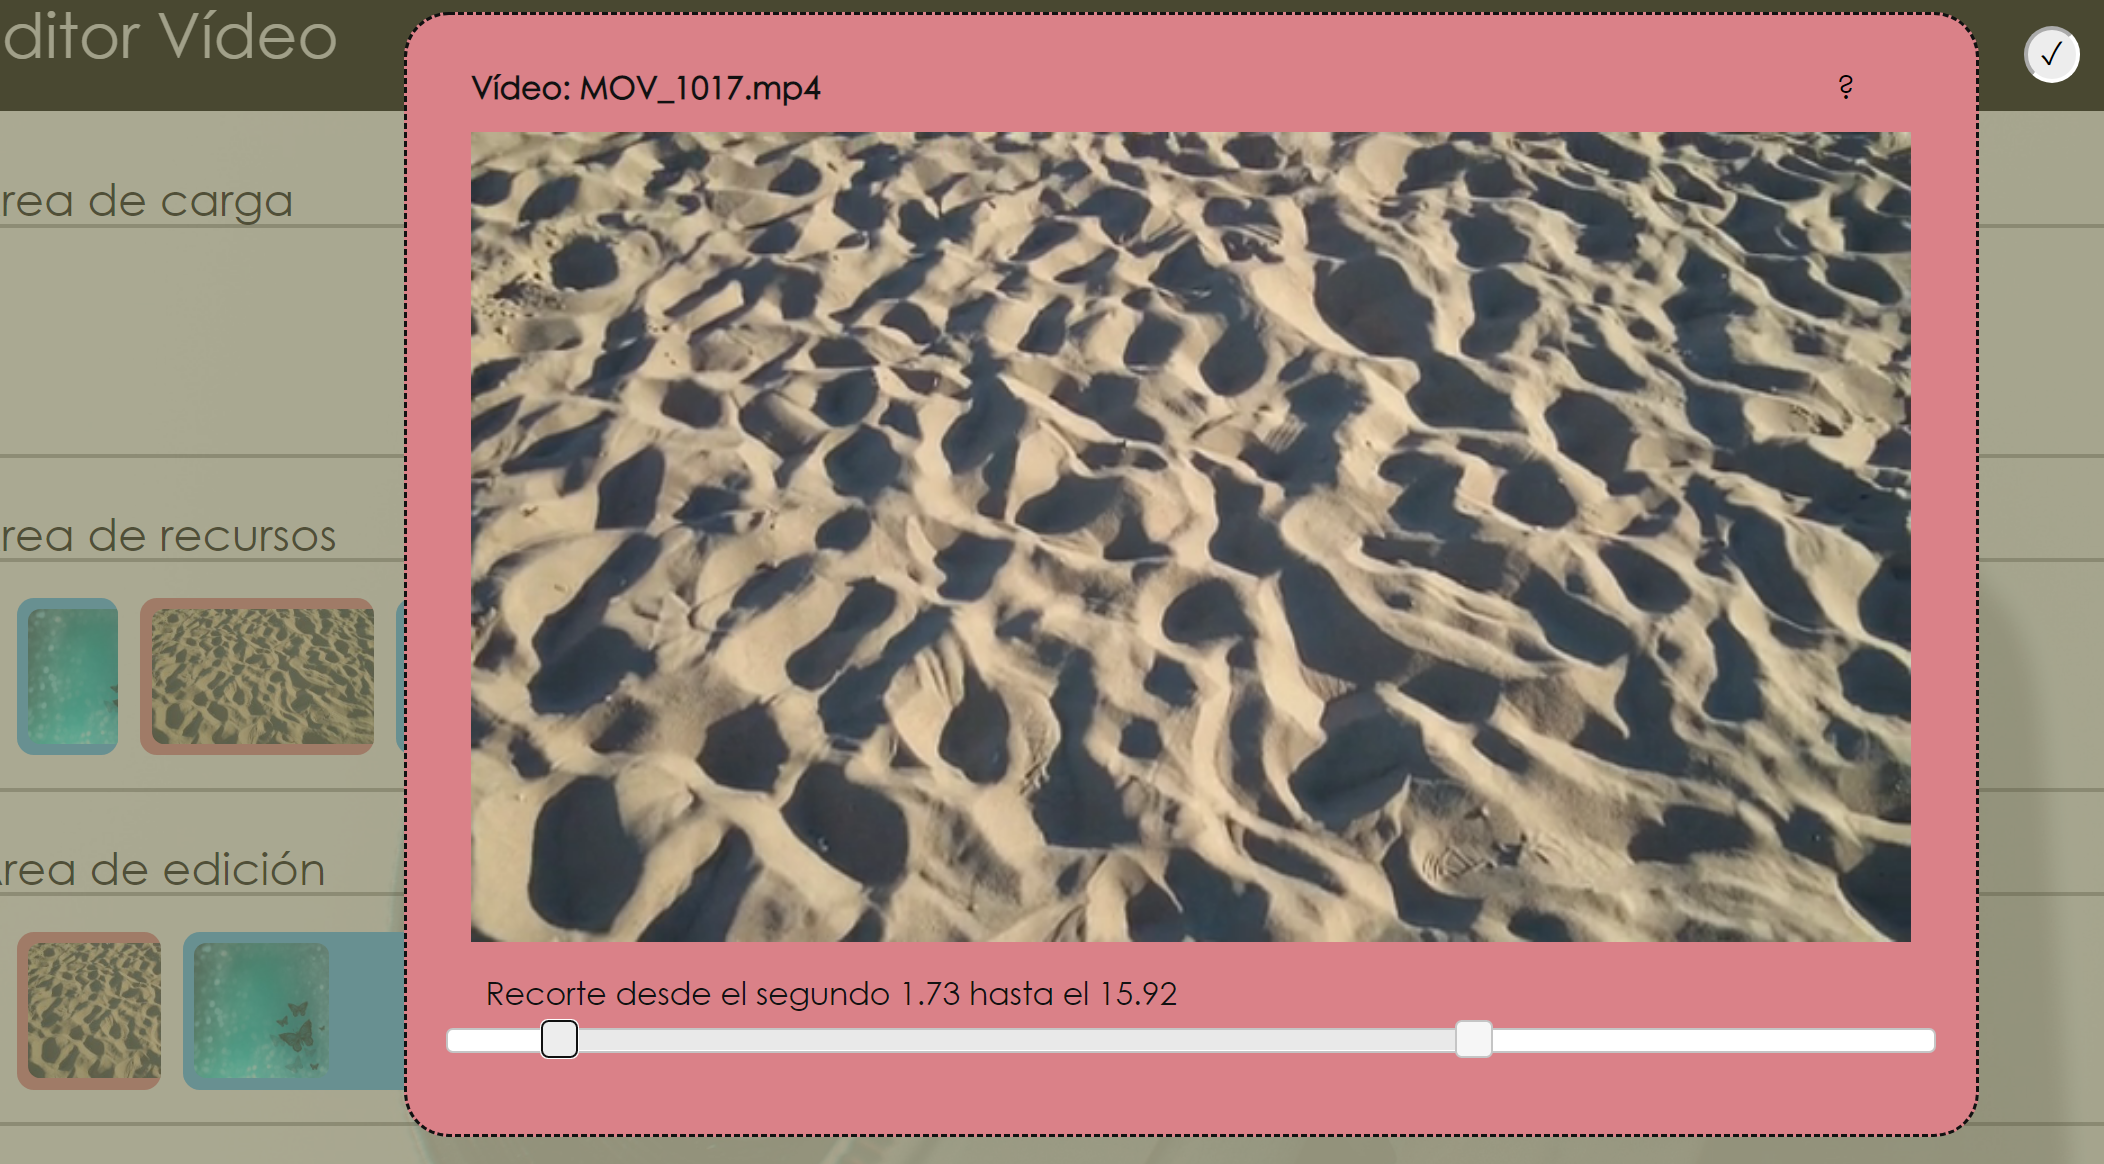 ditor Vídeo
✓
Vídeo: MOV_1017.mp4
?
rea de carga
rea de recursos
rea de edición
Recorte desde el segundo 1.73 hasta el 15.92